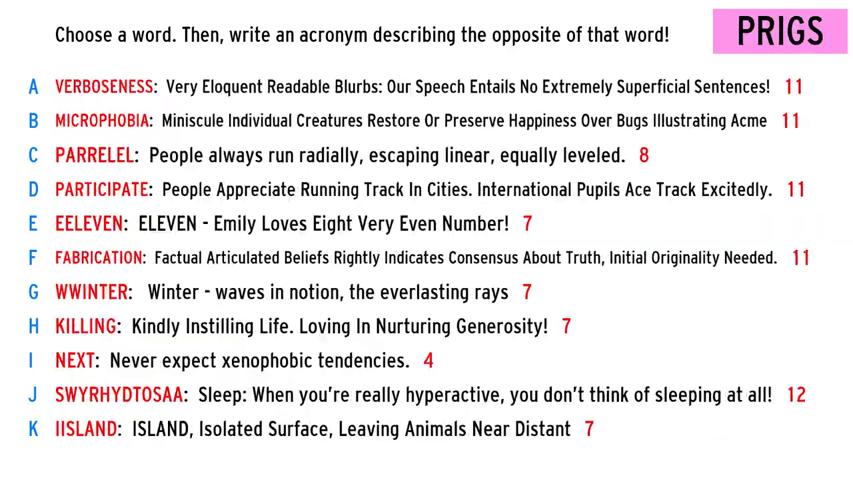 Choose a word. Then, write an acronym describing the opposite of that word!
PRIGS
A VERBOSENESS: Very Eloquent Readable Blurbs: Our Speech Entails No Extremely Superficial Sentences! 11
B MICROPHOBIA: Miniscule Individual Creatures Restore Or Preserve Happiness Over Bugs Illustrating Acme 11
C PARRELEL: People always run radially, escaping linear, equally leveled. 8
D PARTICIPATE: People Appreciate Running Track In Cities. International Pupils Ace Track Excitedly. 11
E EELEVEN: ELEVEN - Emily Loves Eight Very Even Number! 7
F FABRICATION: Factual Articulated Beliefs Rightly Indicates Consensus About Truth, Initial Originality Needed. 11
G WWINTER: Winter - waves in notion, the everlasting rays 7
H KILLING: Kindly Instilling Life. Loving In Nurturing Generosity! 7
I NEXT: Never expect xenophobic tendencies. 4
J SWYRHYDTOSAA: Sleep: When you're really hyperactive, you don't think of sleeping at all! 12
K IISLAND: ISLAND, Isolated Surface, Leaving Animals Near Distant 7